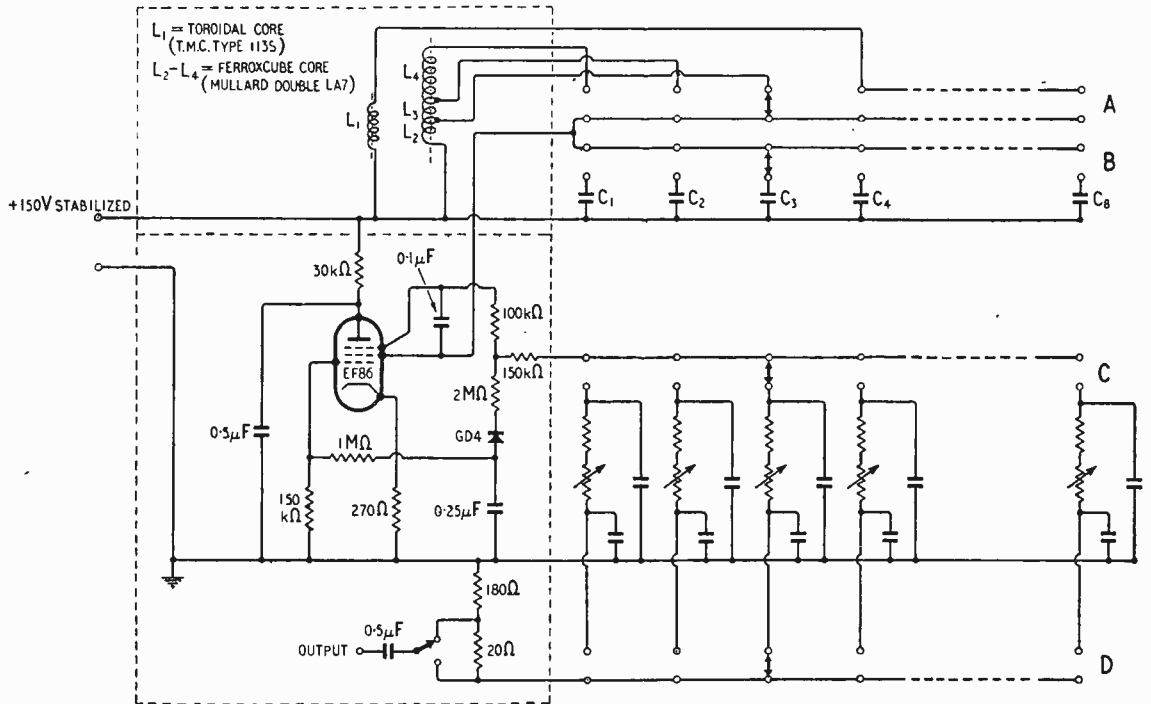 L₁ = TOROIDAL CORE
(T.M.C. TYPE 1135)
L₂–L₄ = FERROXCUBE CORE
(MULLARD DOUBLE LA7)
L₁
L₄
L₃
L₂
A
B
+150V STABILIZED
C₁
C₂
C₃
C₄
C₈
30kΩ
0·1μF
100kΩ
150kΩ
C
EF86
2MΩ
GD4
0·5μF
1MΩ
150
kΩ
270Ω
0·25μF
180Ω
0·5μF
OUTPUT
20Ω
D